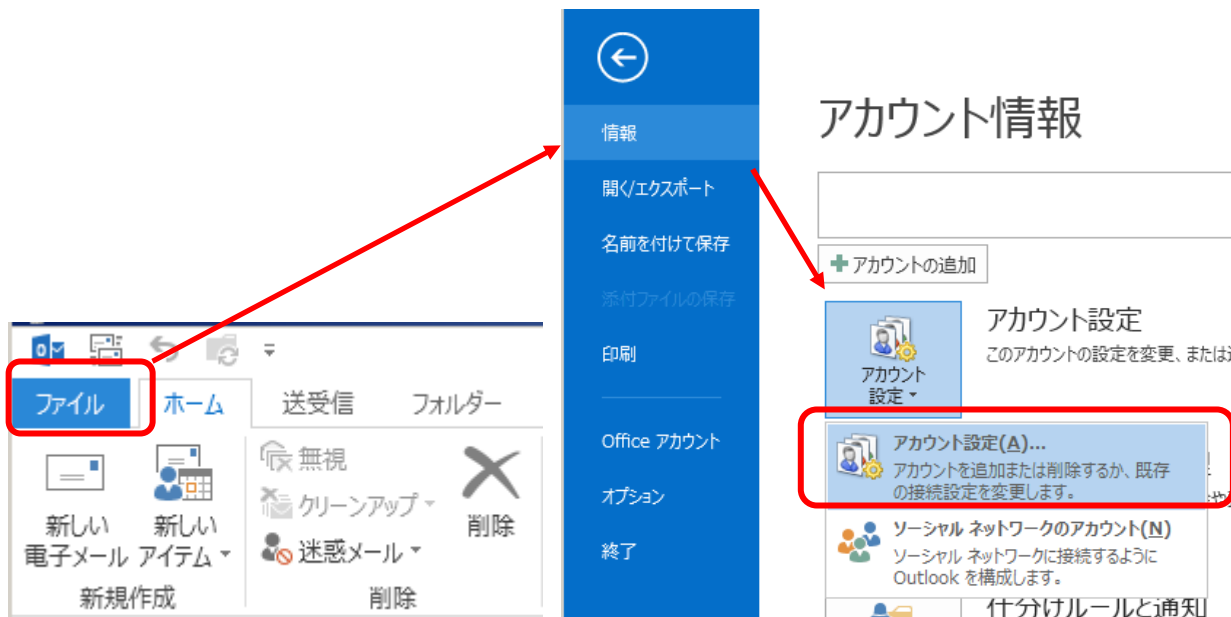 ファイル
ホーム
送受信
フォルダー
新しい
電子メール
新しい
アイテム
無視
クリーンアップ
迷惑メール
削除
新規作成
削除
情報
開く/エクスポート
名前を付けて保存
添付ファイルの保存
印刷
Office アカウント
オプション
終了
アカウント情報
アカウントの追加
アカウント
設定
アカウント設定
このアカウントの設定を変更、または
アカウント設定(A)...
アカウントを追加または削除するか、既存
の接続設定を変更します。
ソーシャル ネットワークのアカウント(N)
ソーシャル ネットワークに接続するように
Outlook を構成します。
仕分けルールと通知